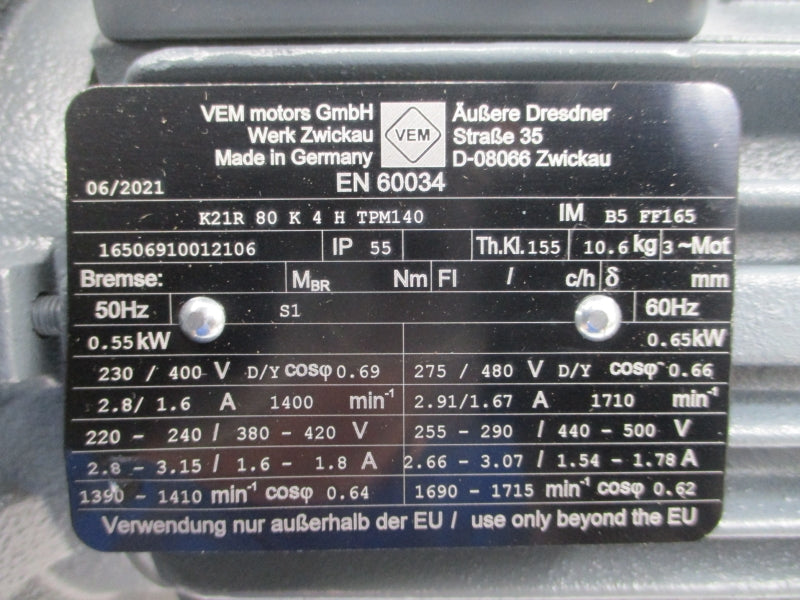 VEM motors GmbH
Werk Zwickau
Made in Germany
VEM
Äußere Dresdner
Straße 35
D-08066 Zwickau
06/2021
EN 60034
K21R 80 K 4 H TPM140 IM B5 FF165
16506910012106 IP 55 Th.Kl. 155 10.6 kg 3 ~Mot
Bremse: MBR Nm Fl / c/h δ mm
50Hz S1 60Hz
0.55 kW 0.65 kW
230 / 400 V D/Y cosφ 0.69 275 / 480 V D/Y cosφ 0.66
2.8/ 1.6 A 1400 min-1 2.91/1.67 A 1710 min-1
220 - 240 / 380 - 420 V 255 - 290 / 440 - 500 V
2.8 - 3.15 / 1.6 - 1.8 A 2.66 - 3.07 / 1.54 - 1.78 A
1390 - 1410 min-1 cosφ 0.64 1690 - 1715 min-1 cosφ 0.62
Verwendung nur außerhalb der EU / use only beyond the EU